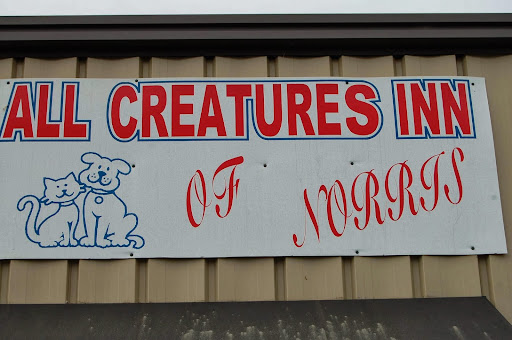 ALL CREATURES INN
OF NORRIS